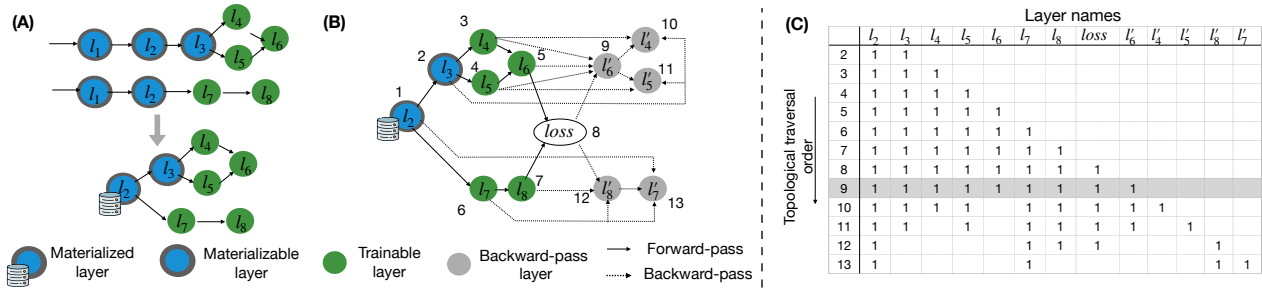 (A)
l₁ l₂ l₃ l₄ l₅ l₆
l₁ l₂ l₇ l₈
l₂ l₃ l₄ l₅ l₆ l₇ l₈
(B)
1 l₂
2 l₃
3 l₄
4 l₅
5 l₆
6 l₇
7 l₈
loss 8
9 l′₆
10 l′₄
11 l′₅
12 l′₈
13 l′₇
Materialized
layer
Materializable
layer
Trainable
layer
Backward-pass
layer
Forward-pass
Backward-pass
(C)
Layer names
Topological traversal
order
l₂ l₃ l₄ l₅ l₆ l₇ l₈ loss l′₆ l′₄ l′₅ l′₈ l′₇
2 1 1
3 1 1 1
4 1 1 1 1
5 1 1 1 1 1
6 1 1 1 1 1 1
7 1 1 1 1 1 1 1
8 1 1 1 1 1 1 1 1
9 1 1 1 1 1 1 1 1 1
10 1 1 1 1 1 1 1 1 1
11 1 1 1 1 1 1 1 1
12 1 1 1 1 1
13 1 1 1 1